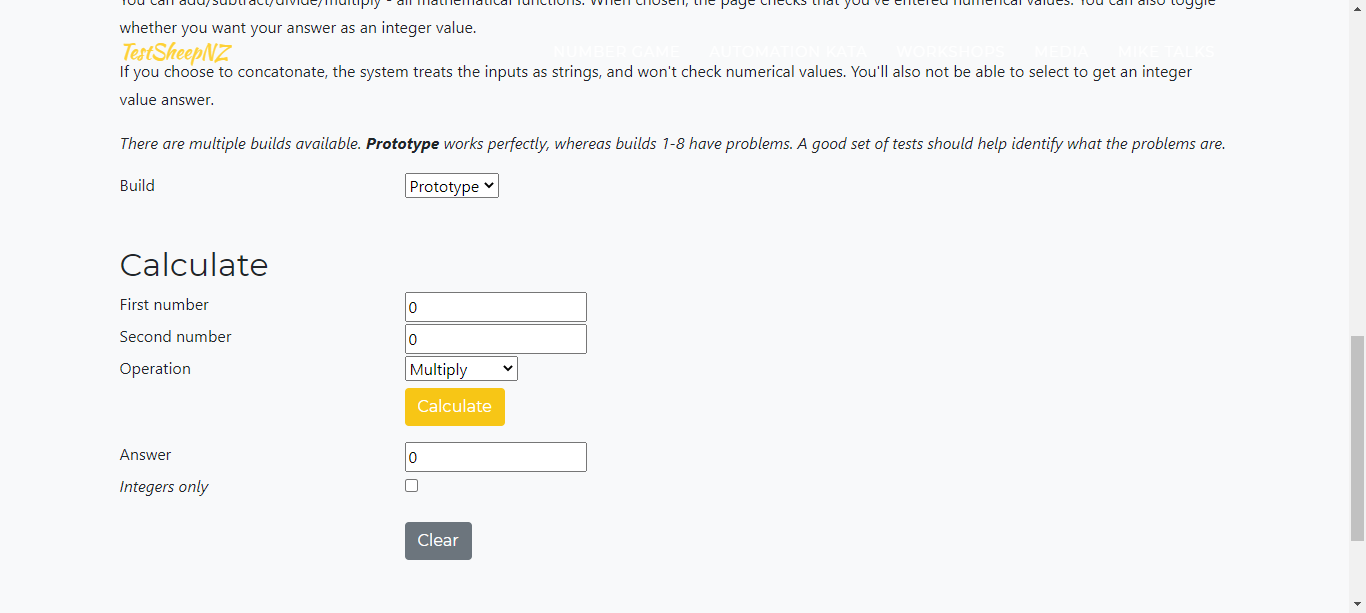 You can add/subtract/divide/multiply - all mathematical functions. When chosen, the page checks that you've entered numerical values. You can also toggle
whether you want your answer as an integer value.
TestSheepNZ NUMBER GAME AUTOMATION KATA WORKSHOPS MEDIA MIKE TALKS
If you choose to concatonate, the system treats the inputs as strings, and won't check numerical values. You'll also not be able to select to get an integer
value answer.
There are multiple builds available. Prototype works perfectly, whereas builds 1-8 have problems. A good set of tests should help identify what the problems are.
Build Prototype
Calculate
First number 0
Second number 0
Operation Multiply
Calculate
Answer 0
Integers only
Clear